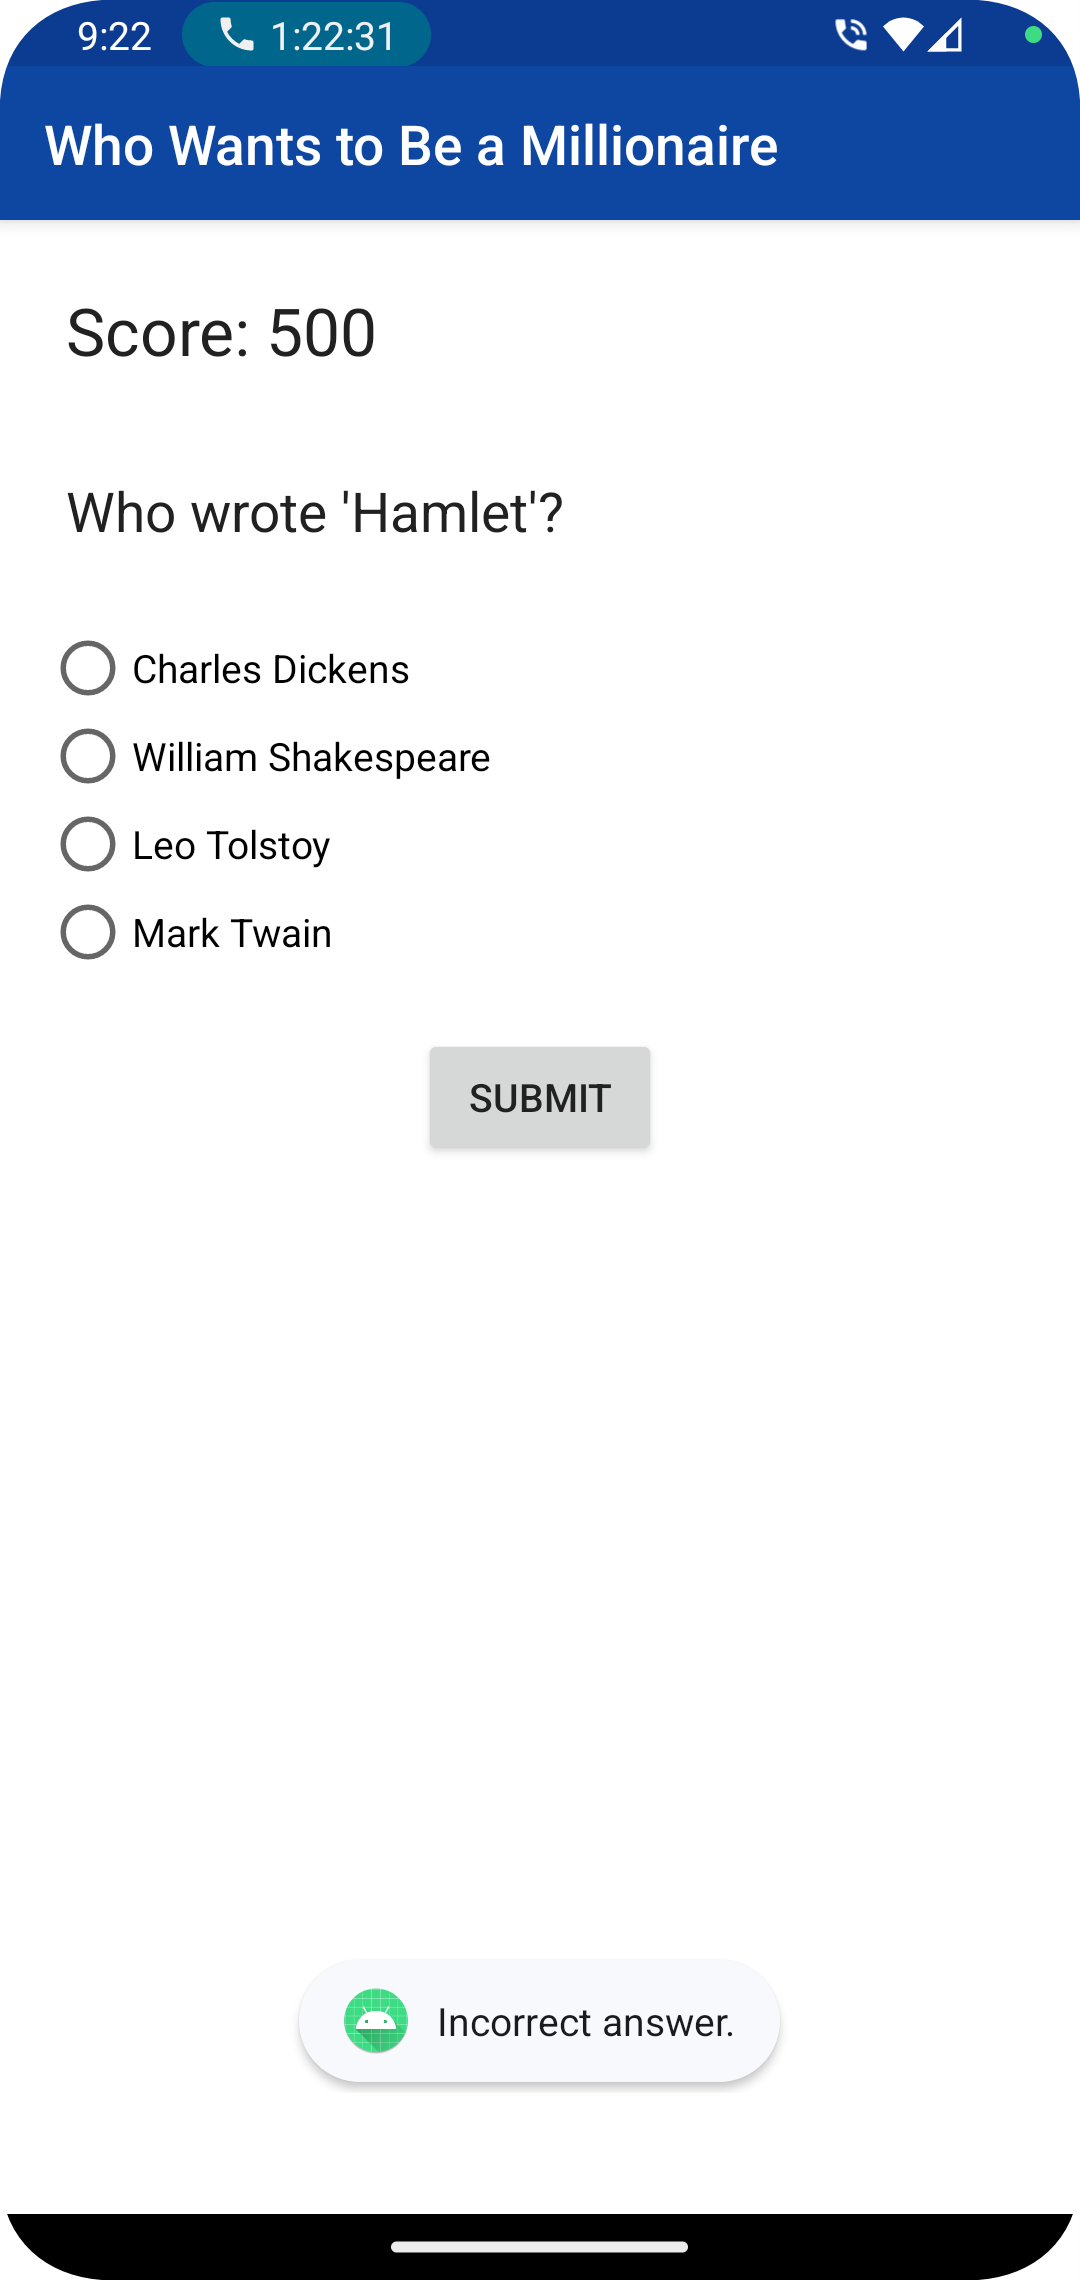 9:22 1:22:31
Who Wants to Be a Millionaire
Score: 500
Who wrote 'Hamlet'?
Charles Dickens
William Shakespeare
Leo Tolstoy
Mark Twain
SUBMIT
Incorrect answer.